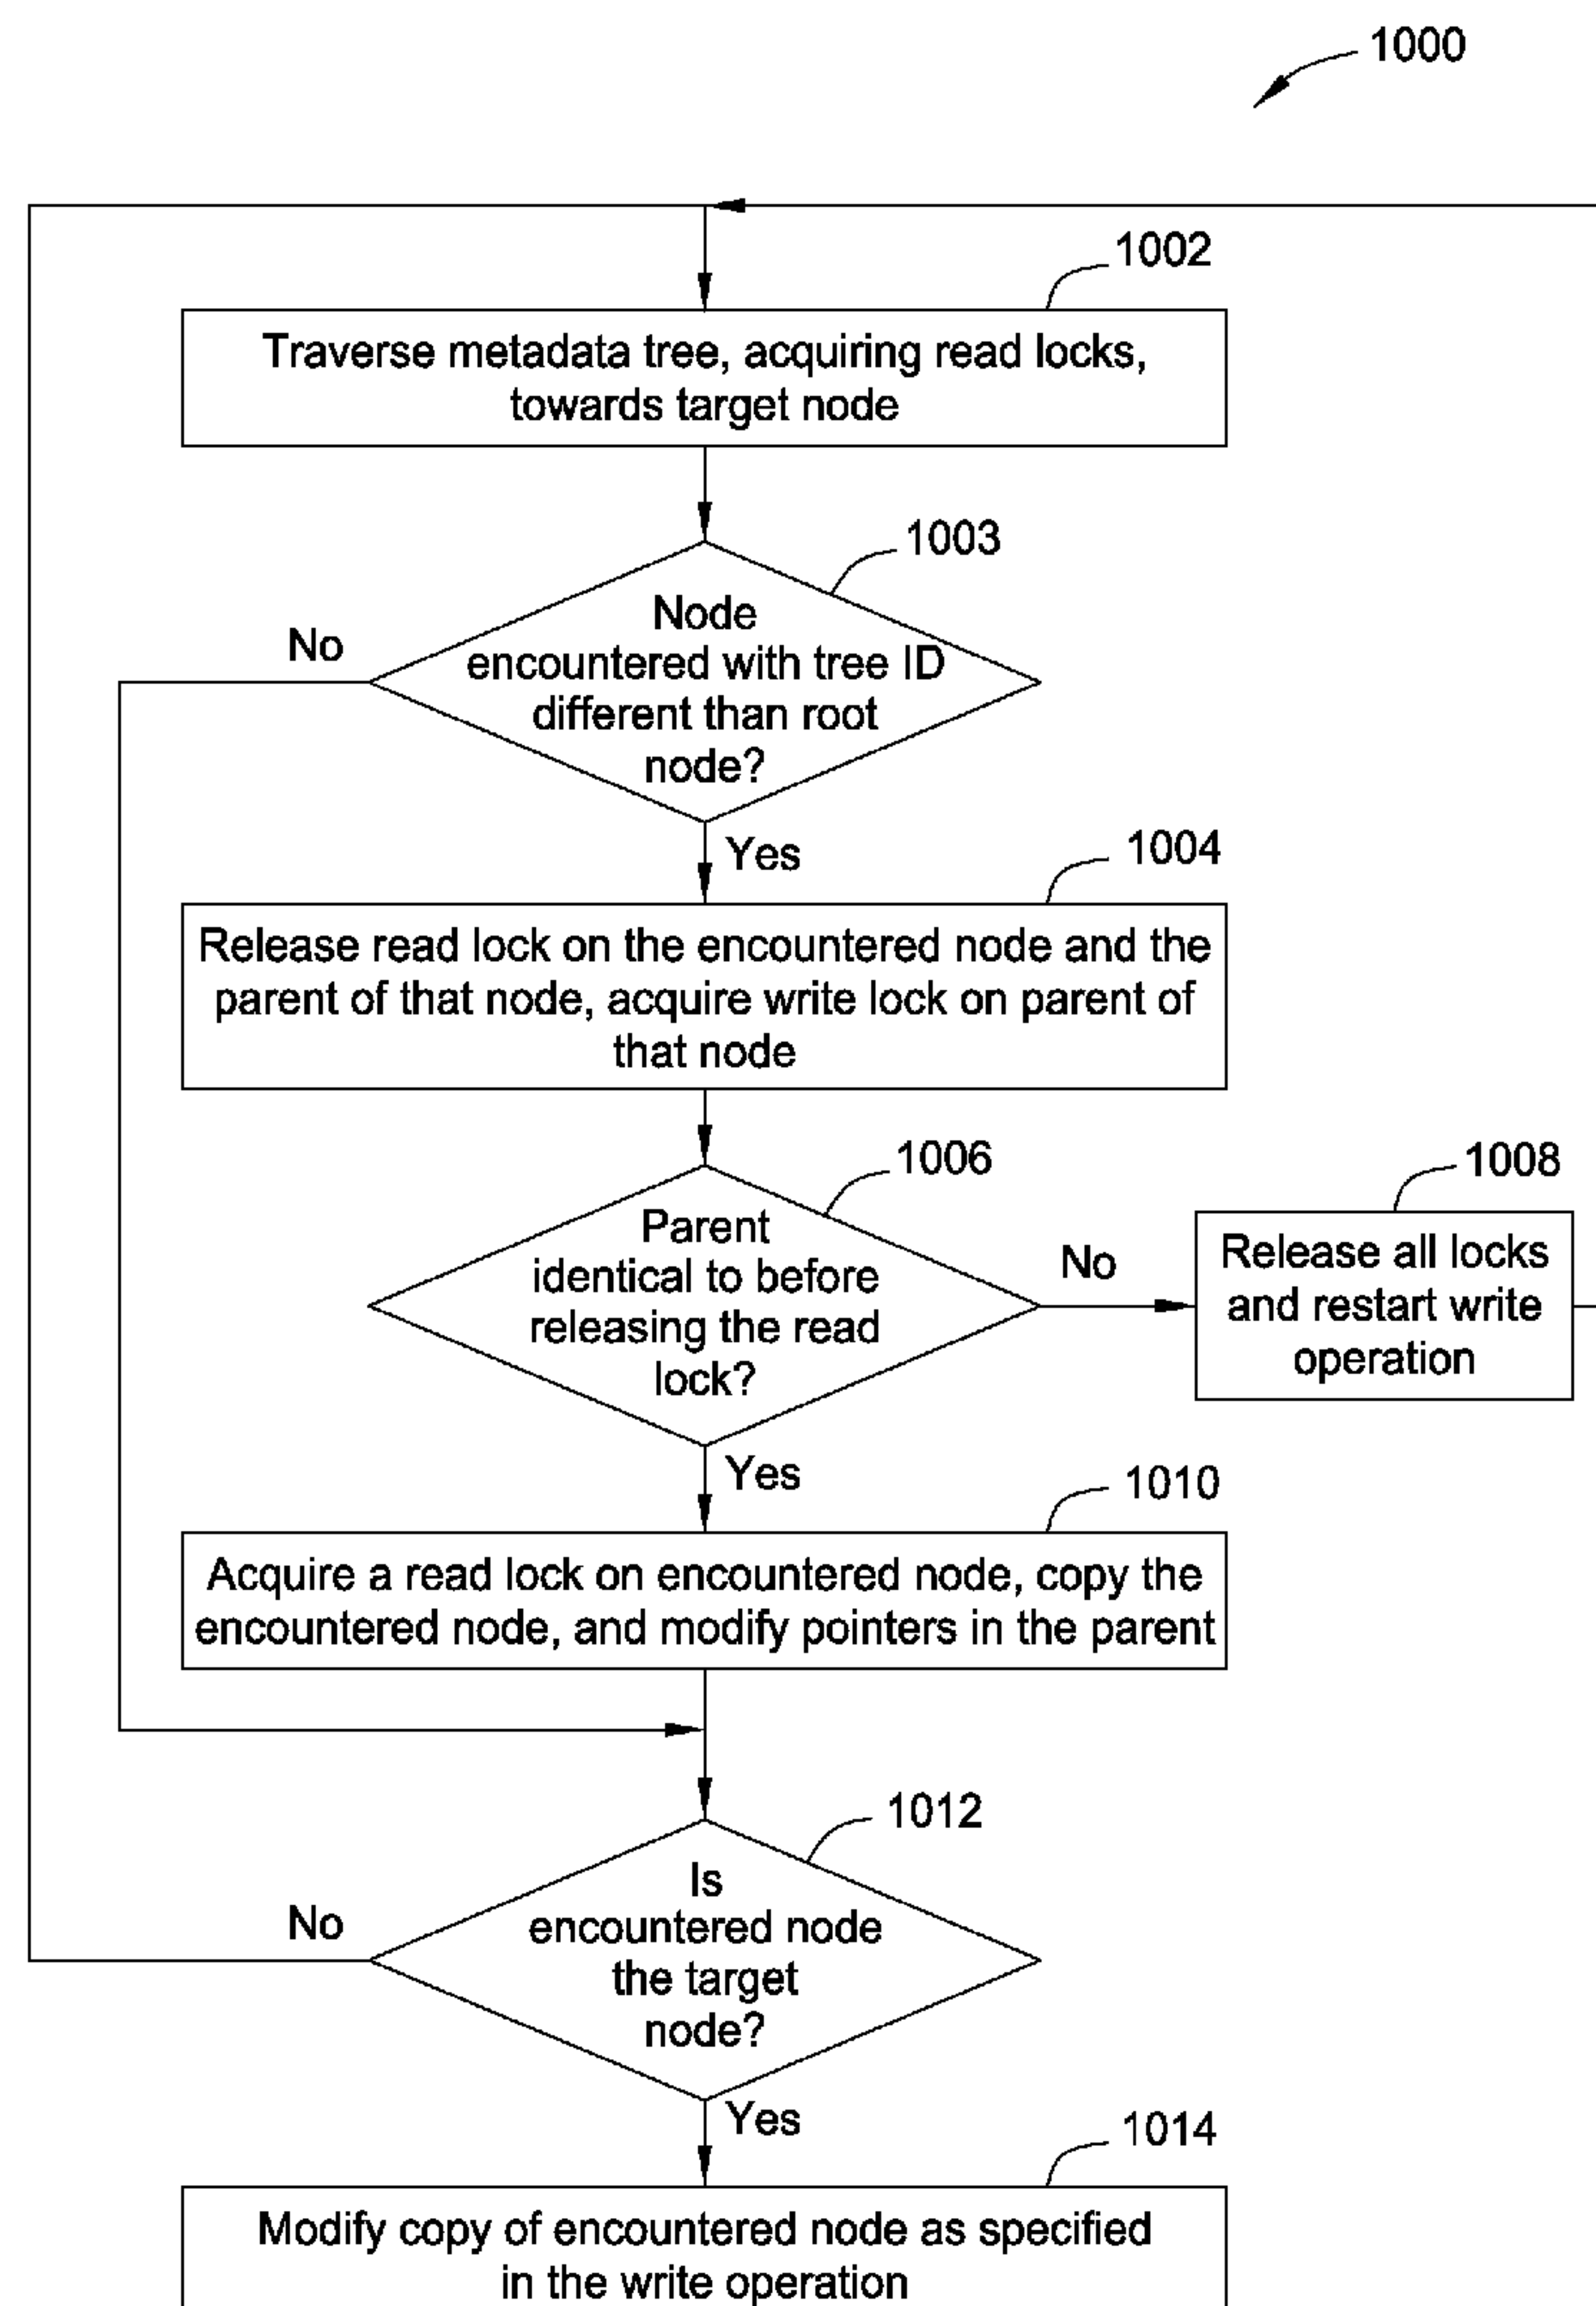 1000
1002
Traverse metadata tree, acquiring read locks,
towards target node
1003
No
Node
encountered with tree ID
different than root
node?
Yes
1004
Release read lock on the encountered node and the
parent of that node, acquire write lock on parent of
that node
1006
1008
Parent
identical to before
releasing the read
lock?
No
Release all locks
and restart write
operation
Yes
1010
Acquire a read lock on encountered node, copy the
encountered node, and modify pointers in the parent
1012
No
Is
encountered node
the target
node?
Yes
1014
Modify copy of encountered node as specified
in the write operation